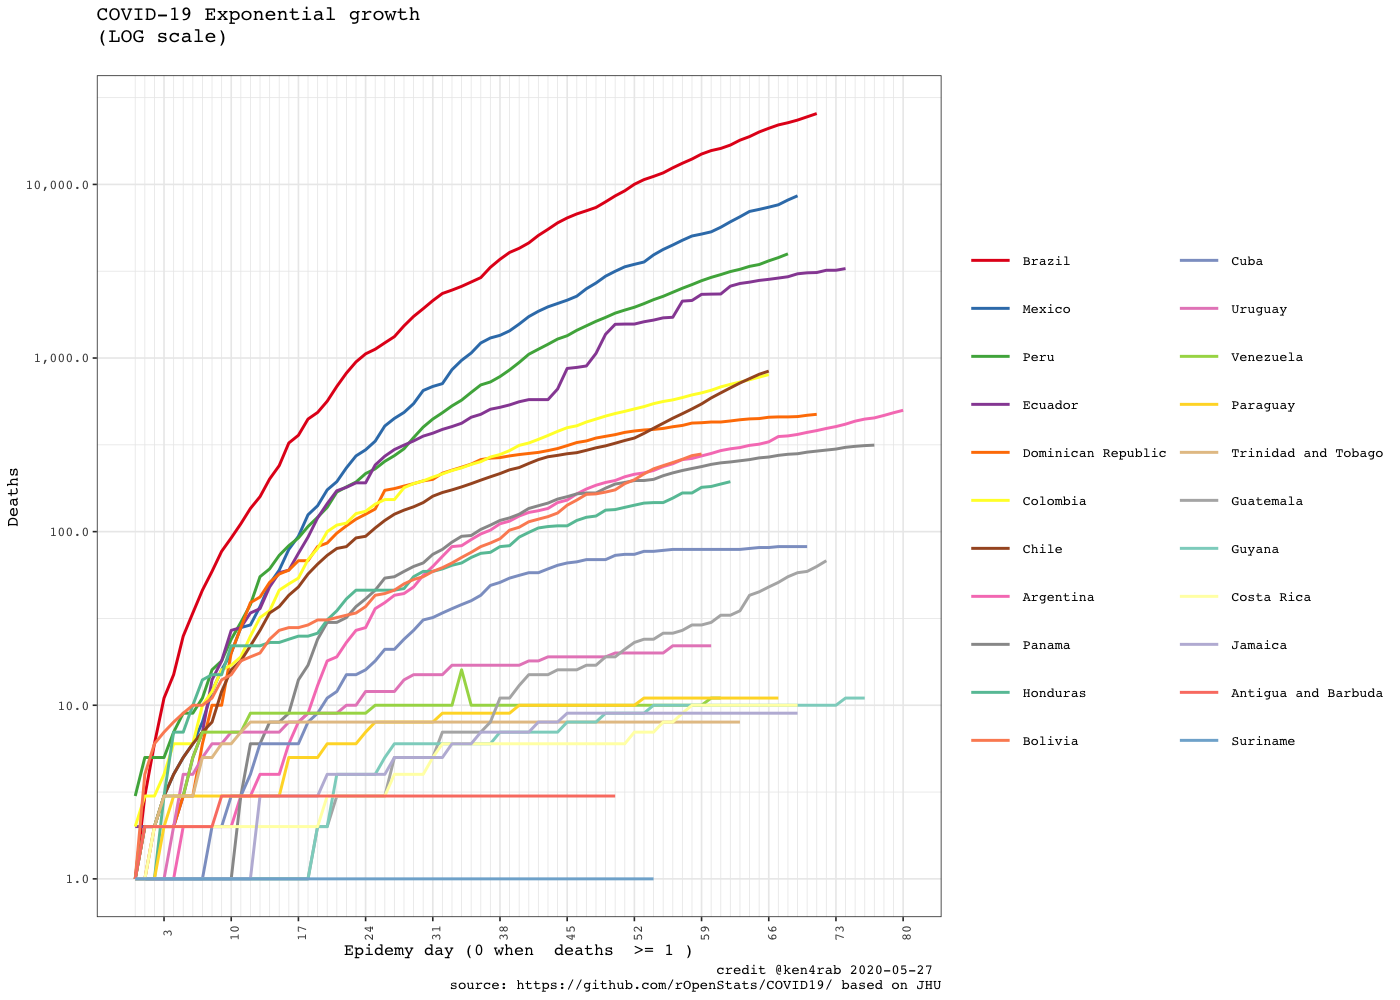 COVID-19 Exponential growth
(LOG scale)
Deaths
10,000.0
1,000.0
100.0
10.0
1.0
3
10
17
24
31
38
45
52
59
66
73
80
Epidemy day (0 when  deaths  >= 1 )
credit @ken4rab 2020-05-27
source: https://github.com/rOpenStats/COVID19/ based on JHU
Brazil
Mexico
Peru
Ecuador
Dominican Republic
Colombia
Chile
Argentina
Panama
Honduras
Bolivia
Cuba
Uruguay
Venezuela
Paraguay
Trinidad and Tobago
Guatemala
Guyana
Costa Rica
Jamaica
Antigua and Barbuda
Suriname